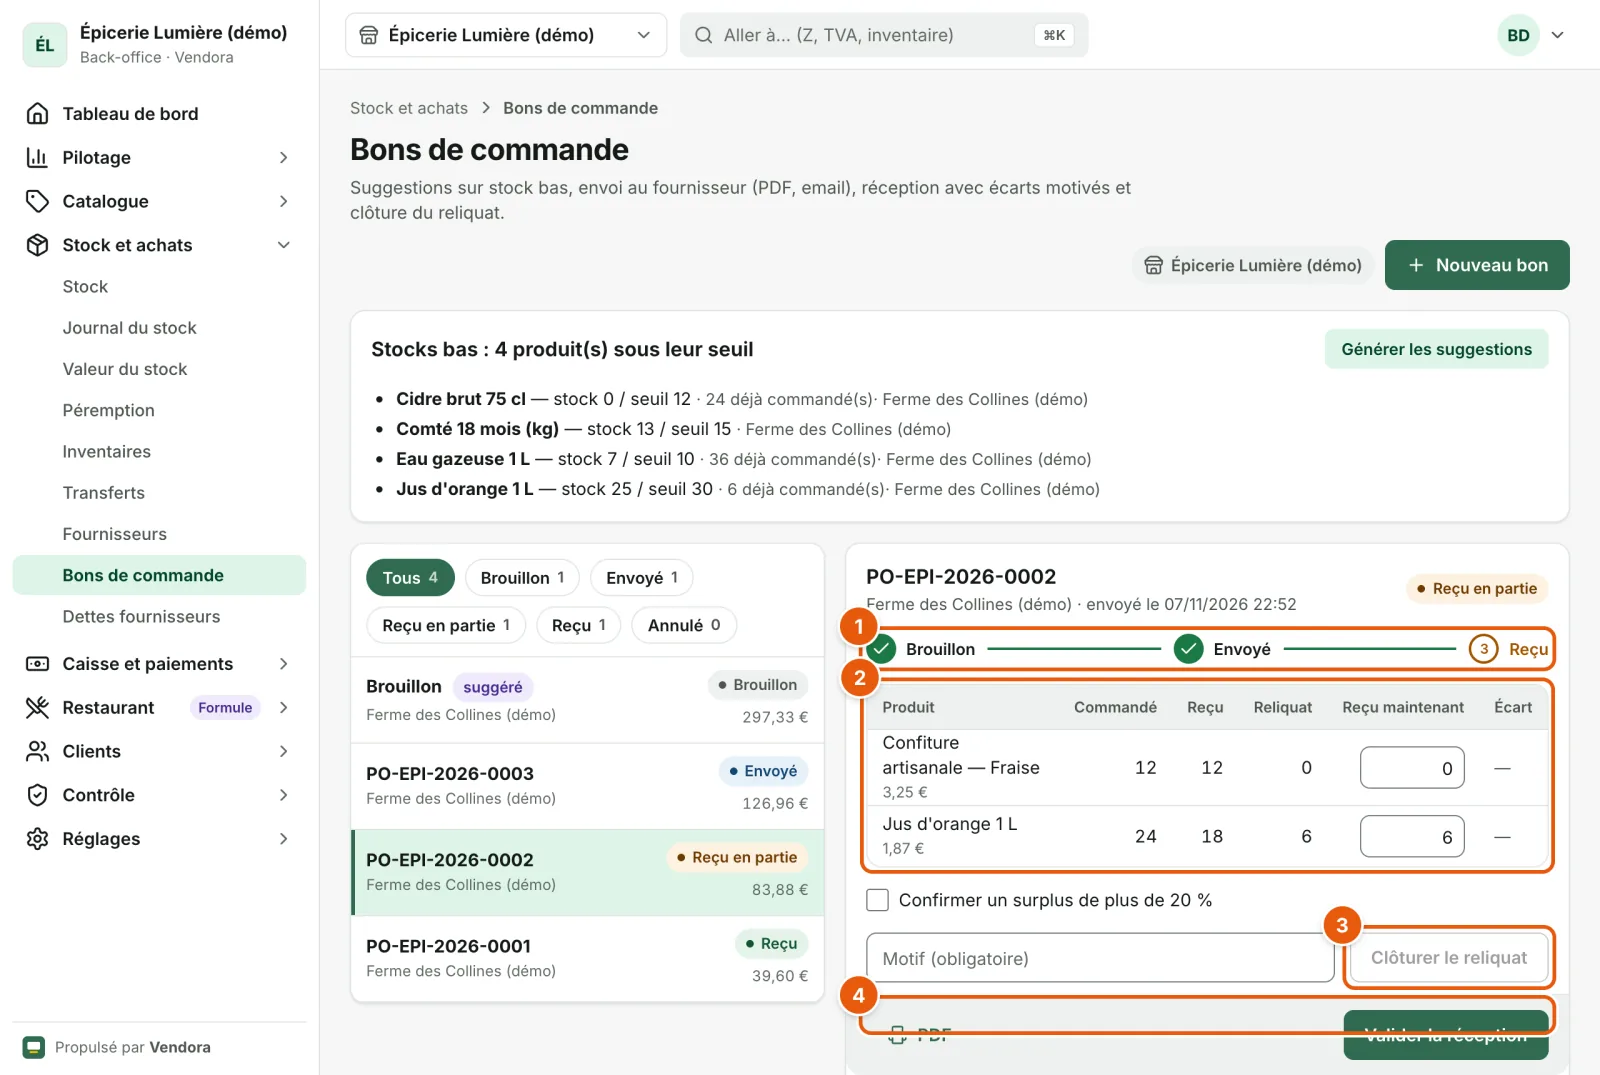 ÉL
Épicerie Lumière (démo)
Back-office · Vendora
Tableau de bord
Pilotage
Catalogue
Stock et achats
Stock
Journal du stock
Valeur du stock
Péremption
Inventaires
Transferts
Fournisseurs
Bons de commande
Dettes fournisseurs
Caisse et paiements
Restaurant Formule
Clients
Contrôle
Réglages
Propulsé par Vendora
Épicerie Lumière (démo)
Aller à... (Z, TVA, inventaire) ⌘K
BD
Stock et achats > Bons de commande
Bons de commande
Suggestions sur stock bas, envoi au fournisseur (PDF, email), réception avec écarts motivés et
clôture du reliquat.
Épicerie Lumière (démo)
+ Nouveau bon
Stocks bas : 4 produit(s) sous leur seuil
Générer les suggestions
• Cidre brut 75 cl — stock 0 / seuil 12 · 24 déjà commandé(s)· Ferme des Collines (démo)
• Comté 18 mois (kg) — stock 13 / seuil 15 · Ferme des Collines (démo)
• Eau gazeuse 1 L — stock 7 / seuil 10 · 36 déjà commandé(s)· Ferme des Collines (démo)
• Jus d'orange 1 L — stock 25 / seuil 30 · 6 déjà commandé(s)· Ferme des Collines (démo)
Tous 4 Brouillon 1 Envoyé 1
Reçu en partie 1 Reçu 1 Annulé 0
Brouillon suggéré • Brouillon
Ferme des Collines (démo) 297,33 €
PO-EPI-2026-0003 • Envoyé
Ferme des Collines (démo) 126,96 €
PO-EPI-2026-0002 • Reçu en partie
Ferme des Collines (démo) 83,88 €
PO-EPI-2026-0001 • Reçu
Ferme des Collines (démo) 39,60 €
PO-EPI-2026-0002
Ferme des Collines (démo) · envoyé le 07/11/2026 22:52
• Reçu en partie
1
Brouillon Envoyé 3 Reçu
2
Produit Commandé Reçu Reliquat Reçu maintenant Écart
Confiture
artisanale — Fraise 12 12 0 0 —
3,25 €
Jus d'orange 1 L 24 18 6 6 —
1,87 €
Confirmer un surplus de plus de 20 %
3
Motif (obligatoire) Clôturer le reliquat
4
PDF Valider la réception